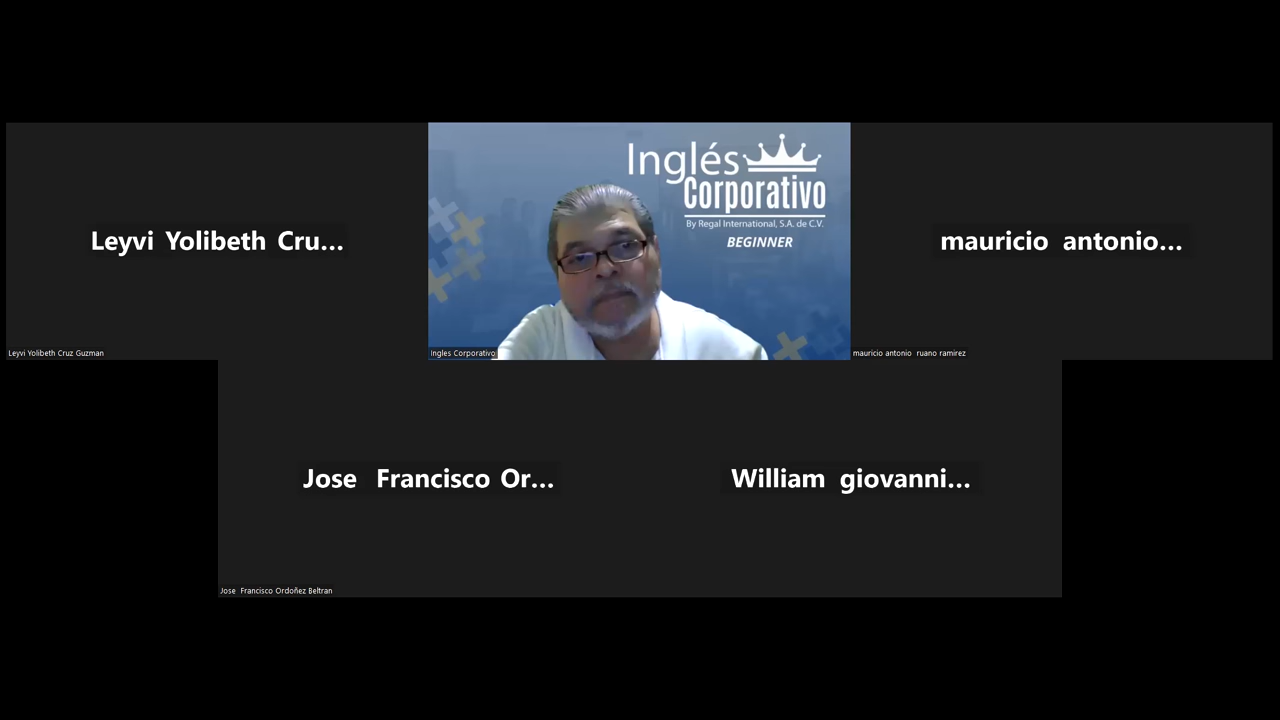 Leyvi Yolibeth Cru...
Leyvi Yolibeth Cruz Guzman
Inglés
Corporativo
By Regal International, S.A. de C.V.
BEGINNER
Ingles Corporativo
mauricio antonio...
mauricio antonio ruano ramirez
Jose Francisco Or...
Jose Francisco Ordoñez Beltran
William giovanni...